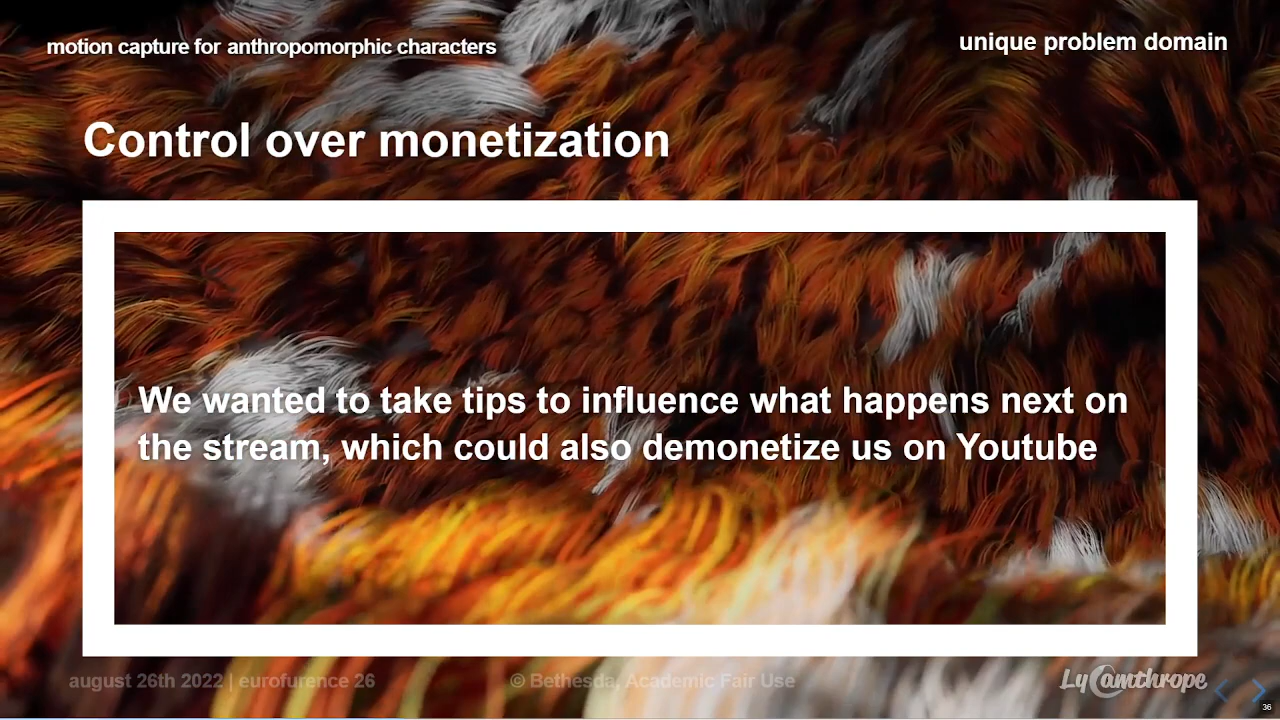 motion capture for anthropomorphic characters
unique problem domain
Control over monetization
We wanted to take tips to influence what happens next on
the stream, which could also demonetize us on Youtube
august 26th 2022 | eurofurence 26
© Bethesda, Academic Fair Use
Lycamthrope
36